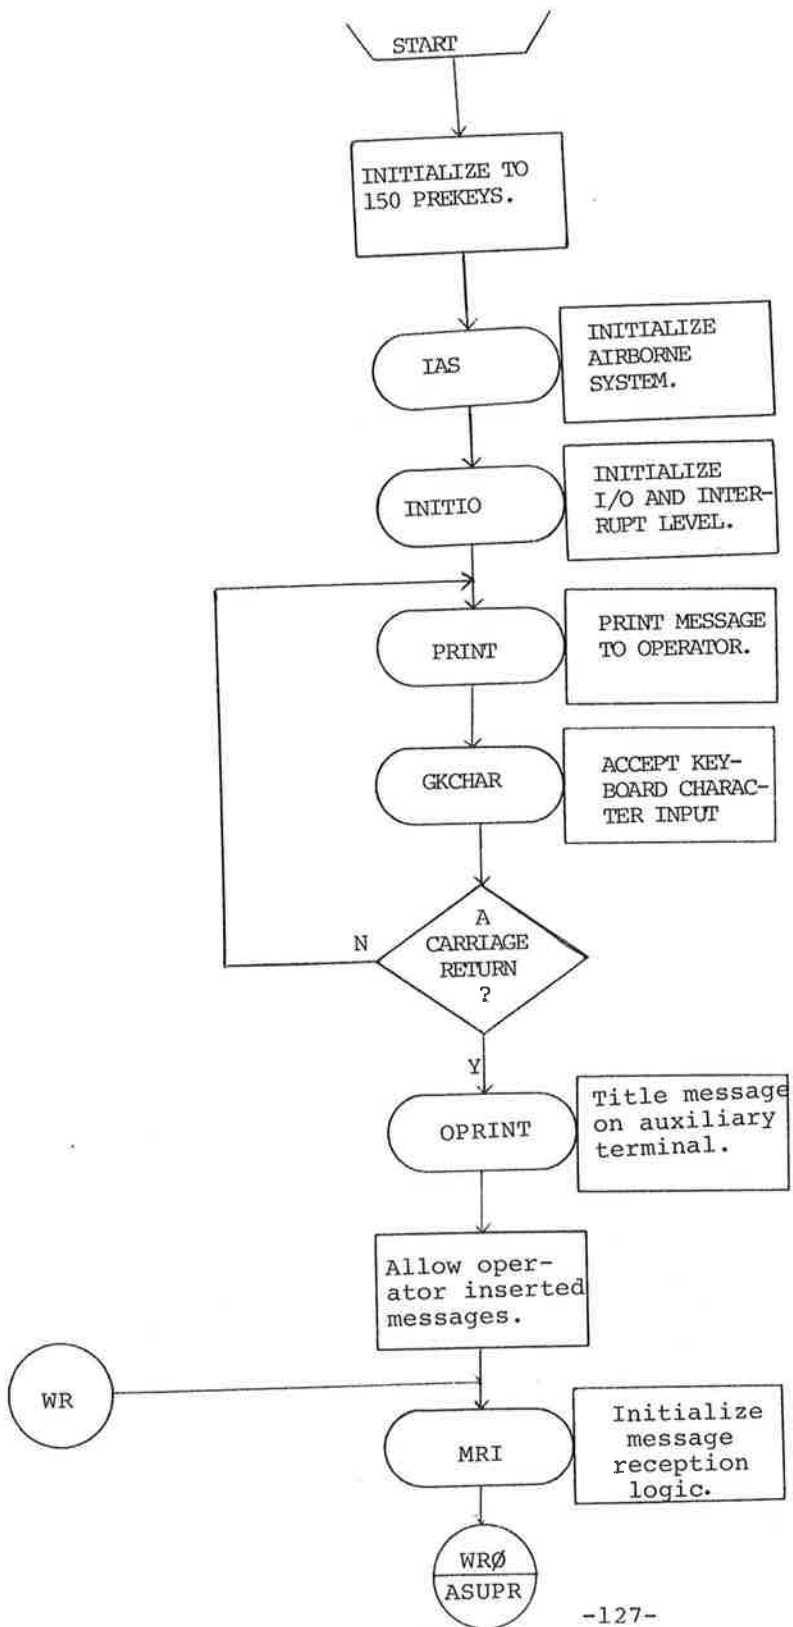 START
INITIALIZE TO
150 PREKEYS.
IAS
INITIALIZE
AIRBORNE
SYSTEM.
INITIO
INITIALIZE
I/O AND INTER-
RUPT LEVEL.
PRINT
PRINT MESSAGE
TO OPERATOR.
GKCHAR
ACCEPT KEY-
BOARD CHARAC-
TER INPUT
A
CARRIAGE
RETURN
?
N
Y
OPRINT
Title message
on auxiliary
terminal.
Allow oper-
ator inserted
messages.
WR
MRI
Initialize
message
reception
logic.
WRØ
ASUPR
-127-